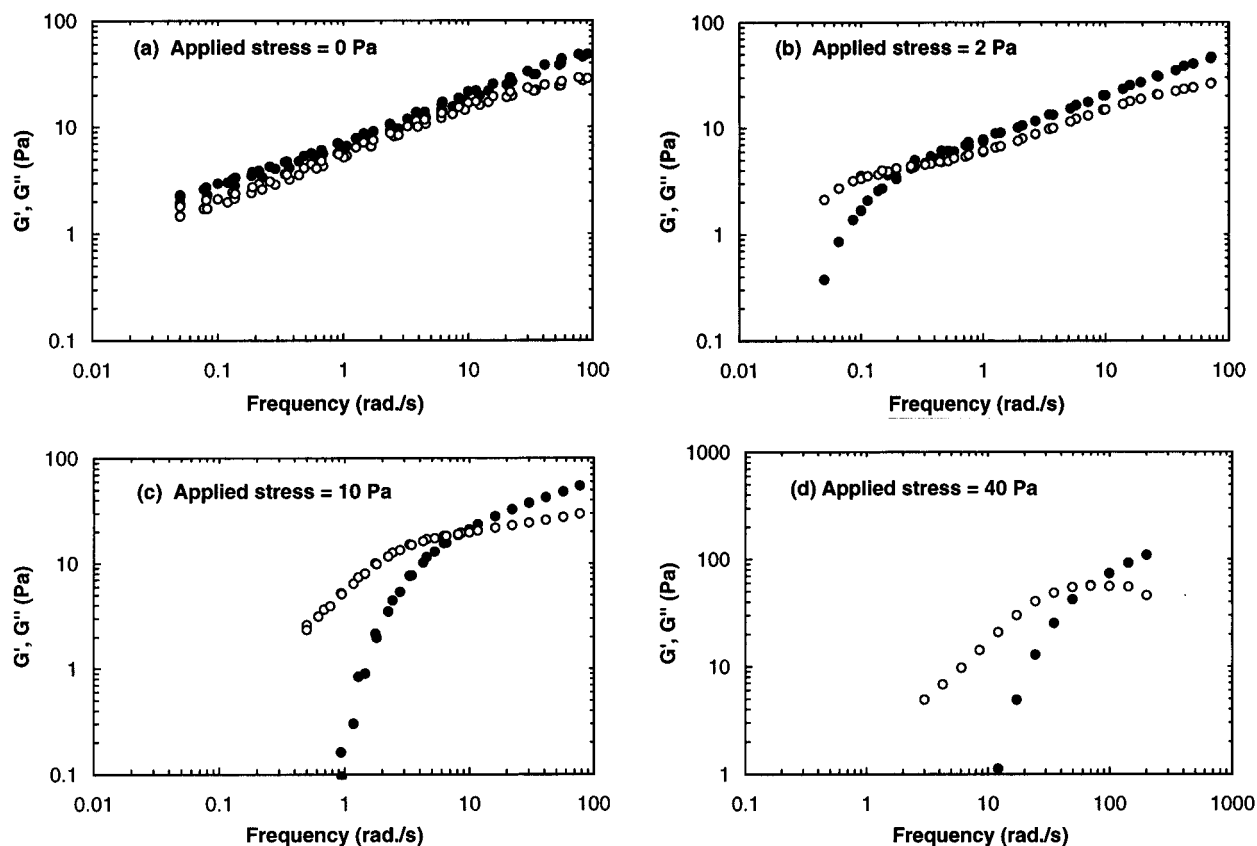 (a) Applied stress = 0 Pa
100
10
1
0.1
G', G'' (Pa)
0.01 0.1 1 10 100
Frequency (rad./s)
(b) Applied stress = 2 Pa
100
10
1
0.1
G', G'' (Pa)
0.01 0.1 1 10 100
Frequency (rad./s)
(c) Applied stress = 10 Pa
100
10
1
0.1
G', G'' (Pa)
0.01 0.1 1 10 100
Frequency (rad./s)
(d) Applied stress = 40 Pa
1000
100
10
1
G', G'' (Pa)
0.1 1 10 100 1000
Frequency (rad./s)